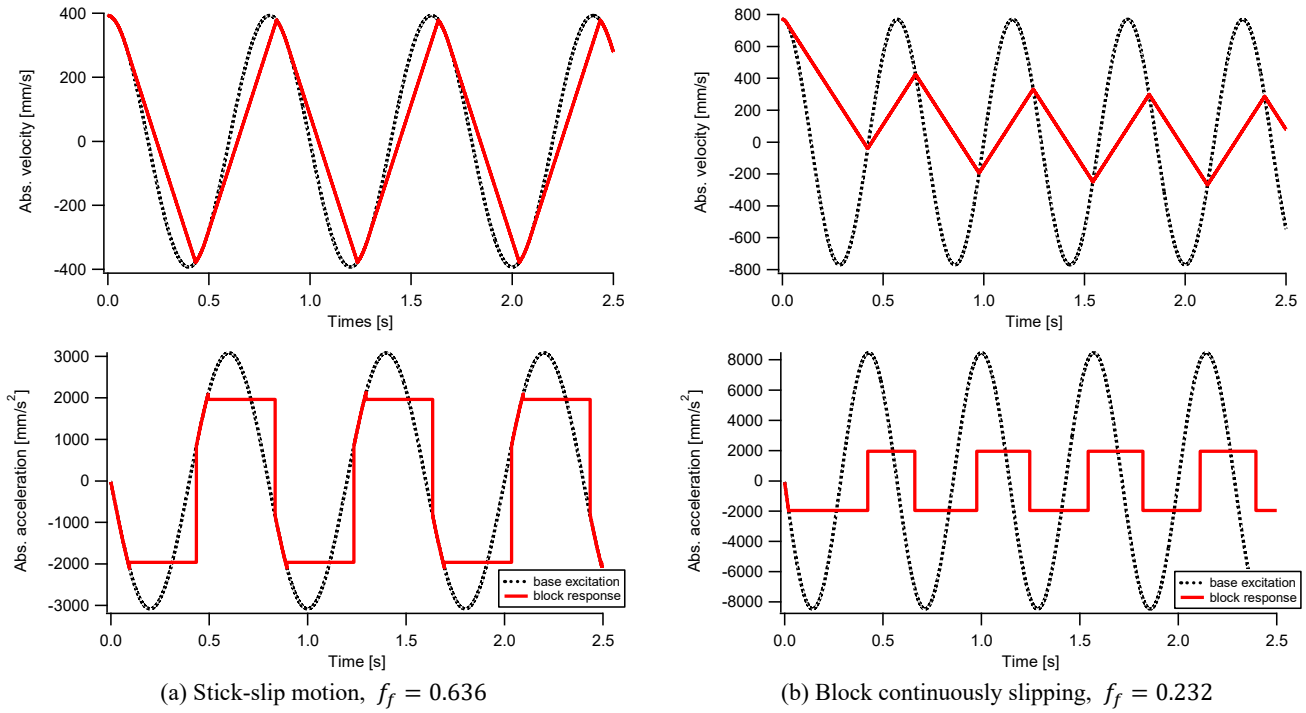 400
200
0
-200
-400
Abs. velocity [mm/s]
0.0 0.5 1.0 1.5 2.0 2.5
Times [s]
800
600
400
200
0
-200
-400
-600
-800
Abs. velocity [mm/s]
0.0 0.5 1.0 1.5 2.0 2.5
Time [s]
3000
2000
1000
0
-1000
-2000
-3000
Abs. acceleration [mm/s²]
base excitation
block response
0.0 0.5 1.0 1.5 2.0 2.5
Time [s]
8000
6000
4000
2000
0
-2000
-4000
-6000
-8000
Abs. acceleration [mm/s²]
base excitation
block response
0.0 0.5 1.0 1.5 2.0 2.5
Time [s]
(a) Stick-slip motion, f_f = 0.636
(b) Block continuously slipping, f_f = 0.232